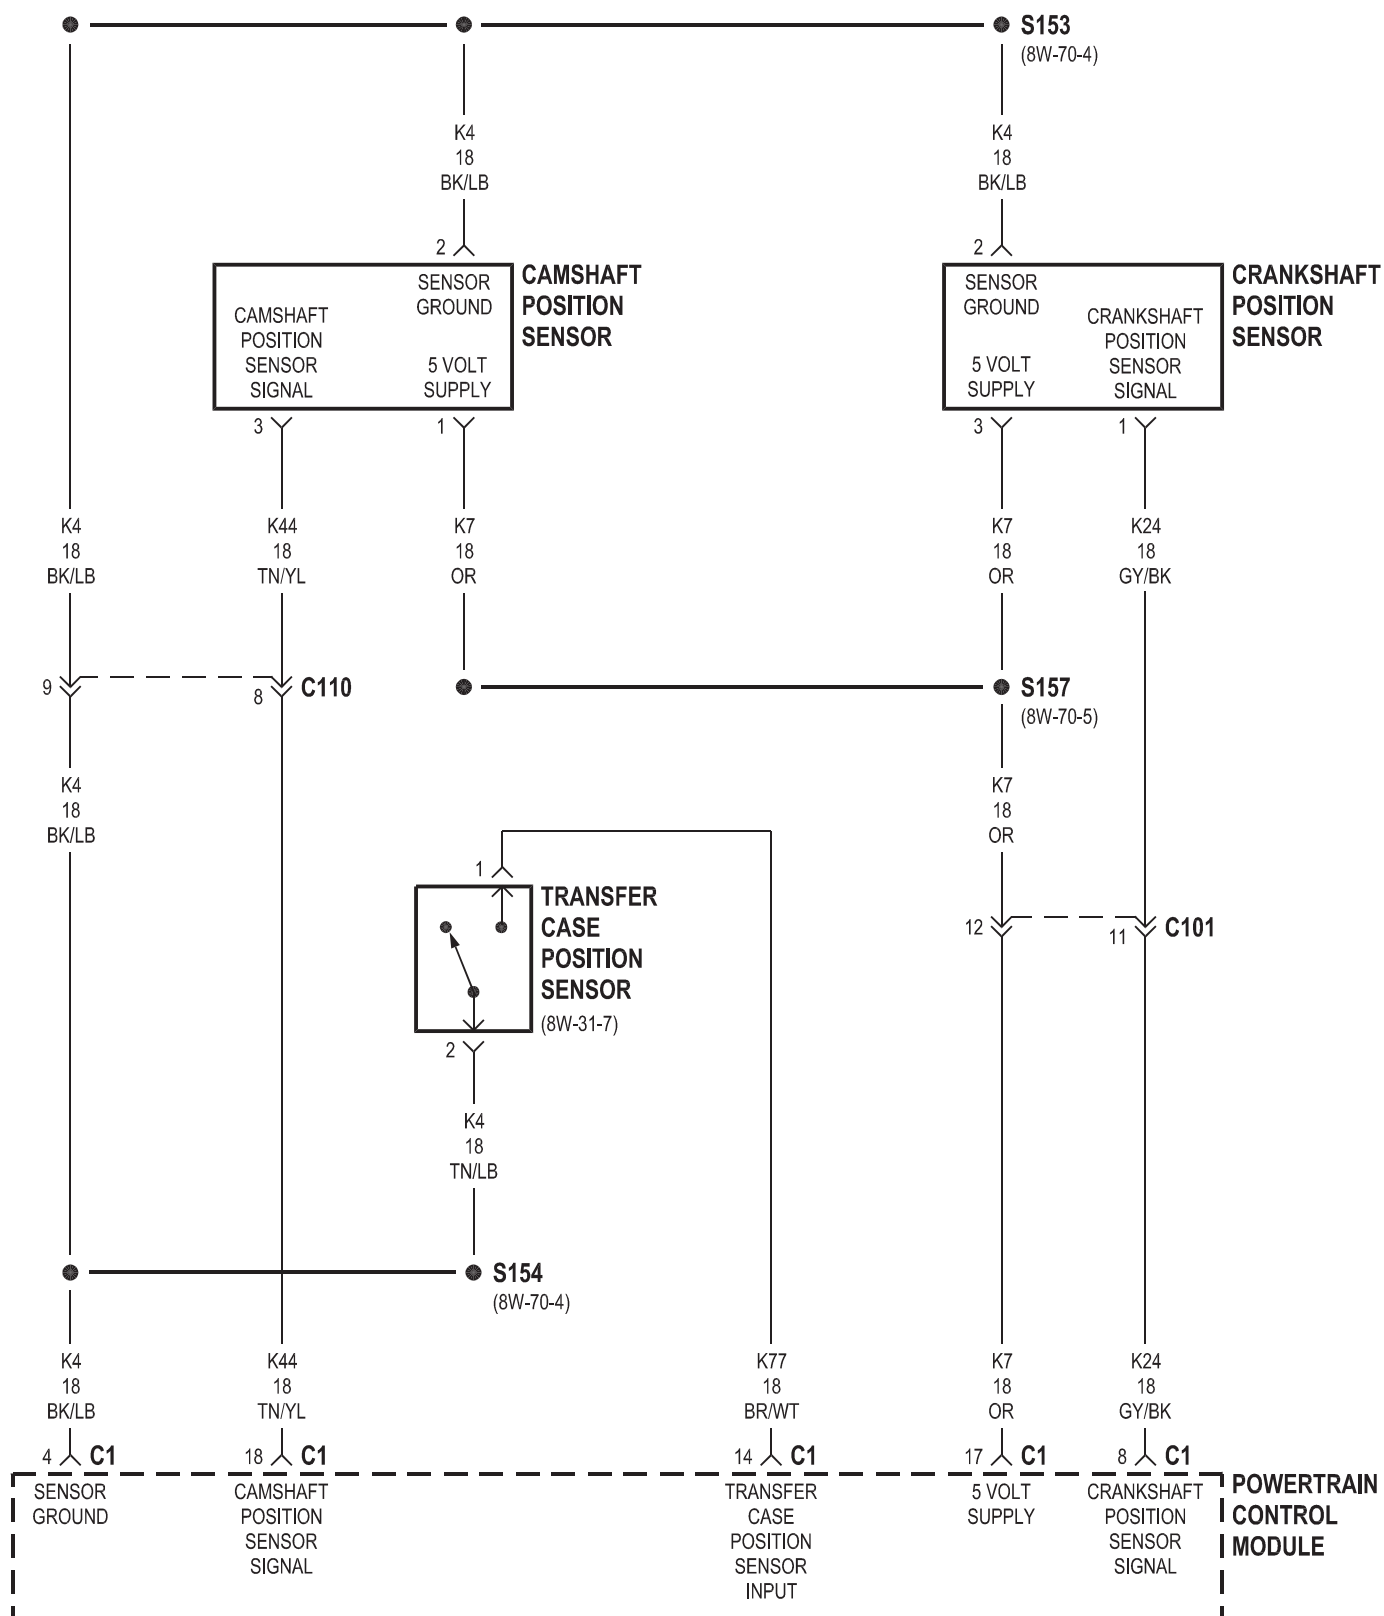 S153
(8W-70-4)
K4
18
BK/LB
K4
18
BK/LB
2
2
CAMSHAFT
POSITION
SENSOR
SENSOR
GROUND
CAMSHAFT
POSITION
SENSOR
SIGNAL
5 VOLT
SUPPLY
CRANKSHAFT
POSITION
SENSOR
SENSOR
GROUND
5 VOLT
SUPPLY
CRANKSHAFT
POSITION
SENSOR
SIGNAL
3
1
3
1
K4
18
BK/LB
K44
18
TN/YL
K7
18
OR
K7
18
OR
K24
18
GY/BK
9
8
C110
S157
(8W-70-5)
K4
18
BK/LB
K7
18
OR
1
TRANSFER
CASE
POSITION
SENSOR
(8W-31-7)
12
11
C101
2
K4
18
TN/LB
S154
(8W-70-4)
K4
18
BK/LB
K44
18
TN/YL
K77
18
BR/WT
K7
18
OR
K24
18
GY/BK
4 C1
18 C1
14 C1
17 C1
8 C1
SENSOR
GROUND
CAMSHAFT
POSITION
SENSOR
SIGNAL
TRANSFER
CASE
POSITION
SENSOR
INPUT
5 VOLT
SUPPLY
CRANKSHAFT
POSITION
SENSOR
SIGNAL
POWERTRAIN
CONTROL
MODULE